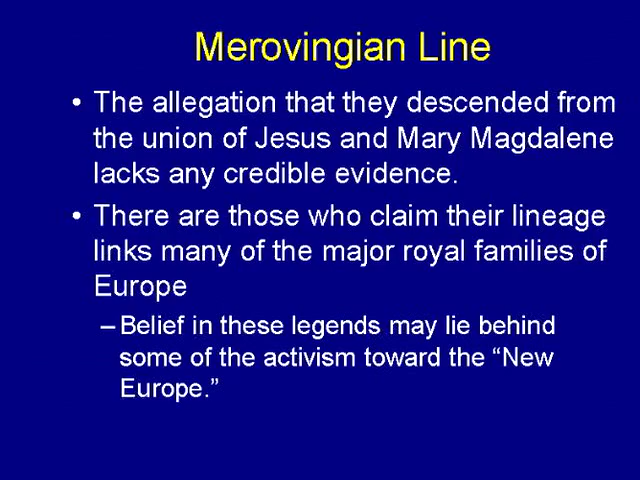 Merovingian Line
• The allegation that they descended from
the union of Jesus and Mary Magdalene
lacks any credible evidence.
• There are those who claim their lineage
links many of the major royal families of
Europe
– Belief in these legends may lie behind
some of the activism toward the “New
Europe.”